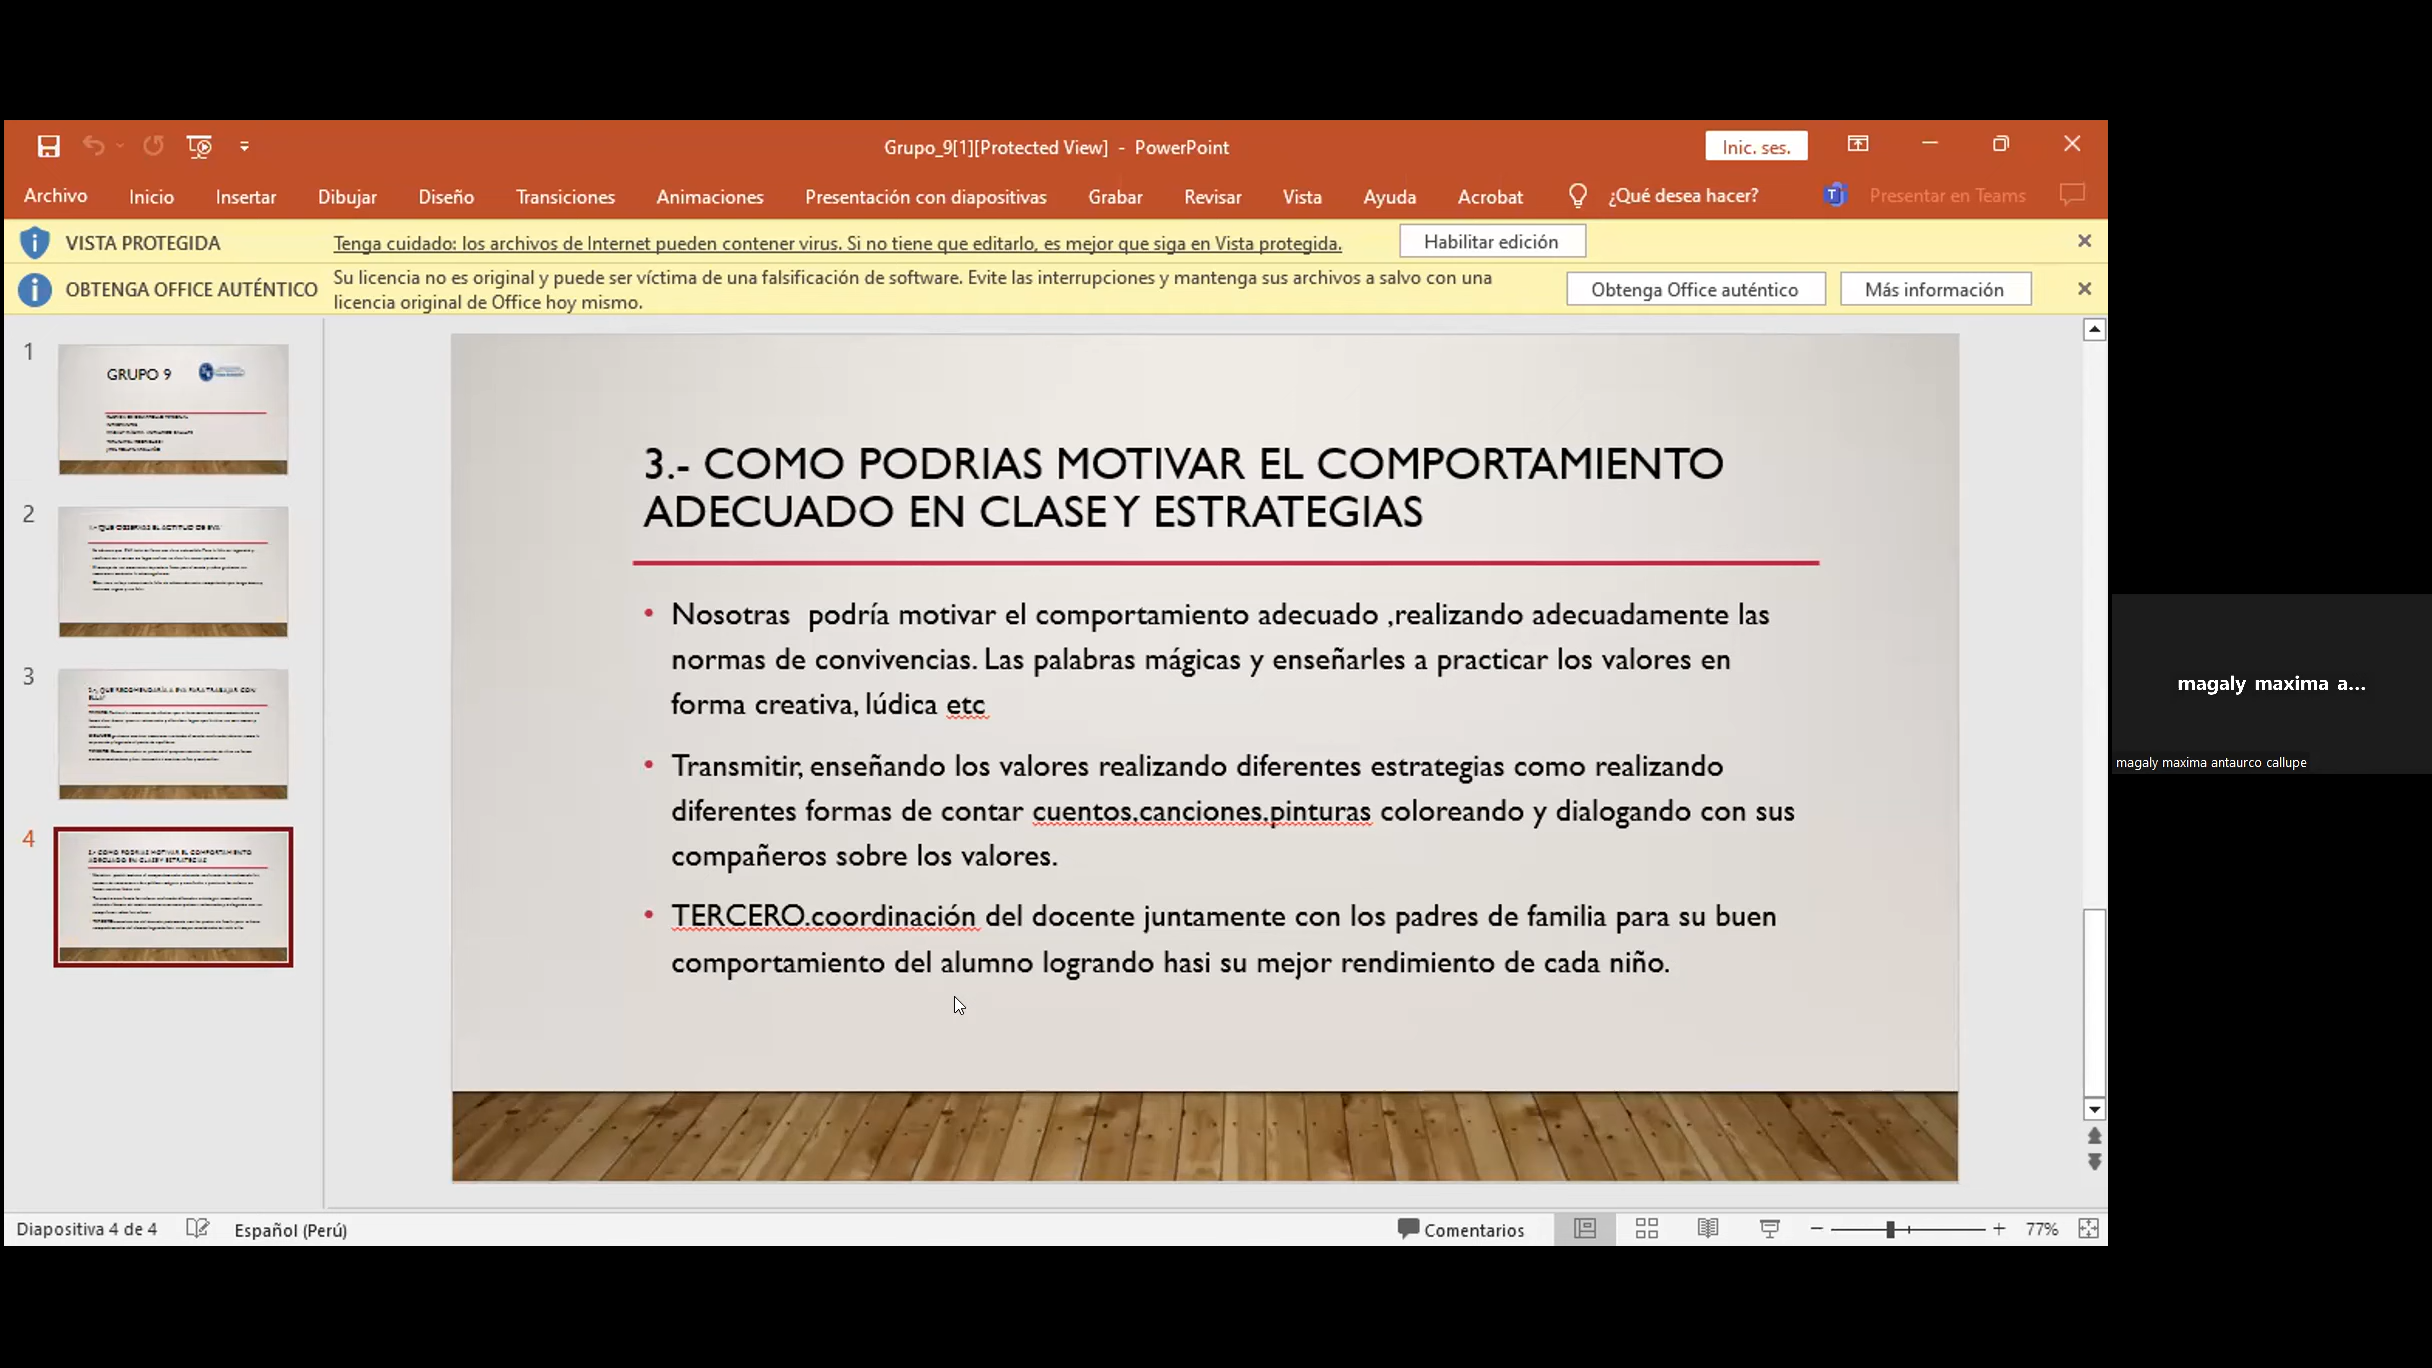 Grupo_9[1][Protected View] - PowerPoint
Inic. ses.
Archivo Inicio Insertar Dibujar Diseño Transiciones Animaciones Presentación con diapositivas Grabar Revisar Vista Ayuda Acrobat ¿Qué desea hacer? Presentar en Teams
VISTA PROTEGIDA Tenga cuidado: los archivos de Internet pueden contener virus. Si no tiene que editarlo, es mejor que siga en Vista protegida. Habilitar edición
OBTENGA OFFICE AUTÉNTICO Su licencia no es original y puede ser víctima de una falsificación de software. Evite las interrupciones y mantenga sus archivos a salvo con una
licencia original de Office hoy mismo.
Obtenga Office auténtico Más información
1
GRUPO 9
2
3
4
3.- COMO PODRIAS MOTIVAR EL COMPORTAMIENTO
ADECUADO EN CLASE Y ESTRATEGIAS
• Nosotras podría motivar el comportamiento adecuado ,realizando adecuadamente las
normas de convivencias. Las palabras mágicas y enseñarles a practicar los valores en
forma creativa, lúdica etc
• Transmitir, enseñando los valores realizando diferentes estrategias como realizando
diferentes formas de contar cuentos,canciones,pinturas coloreando y dialogando con sus
compañeros sobre los valores.
• TERCERO.coordinación del docente juntamente con los padres de familia para su buen
comportamiento del alumno logrando hasi su mejor rendimiento de cada niño.
magaly maxima a...
magaly maxima antaurco callupe
Diapositiva 4 de 4 Español (Perú) Comentarios 77%